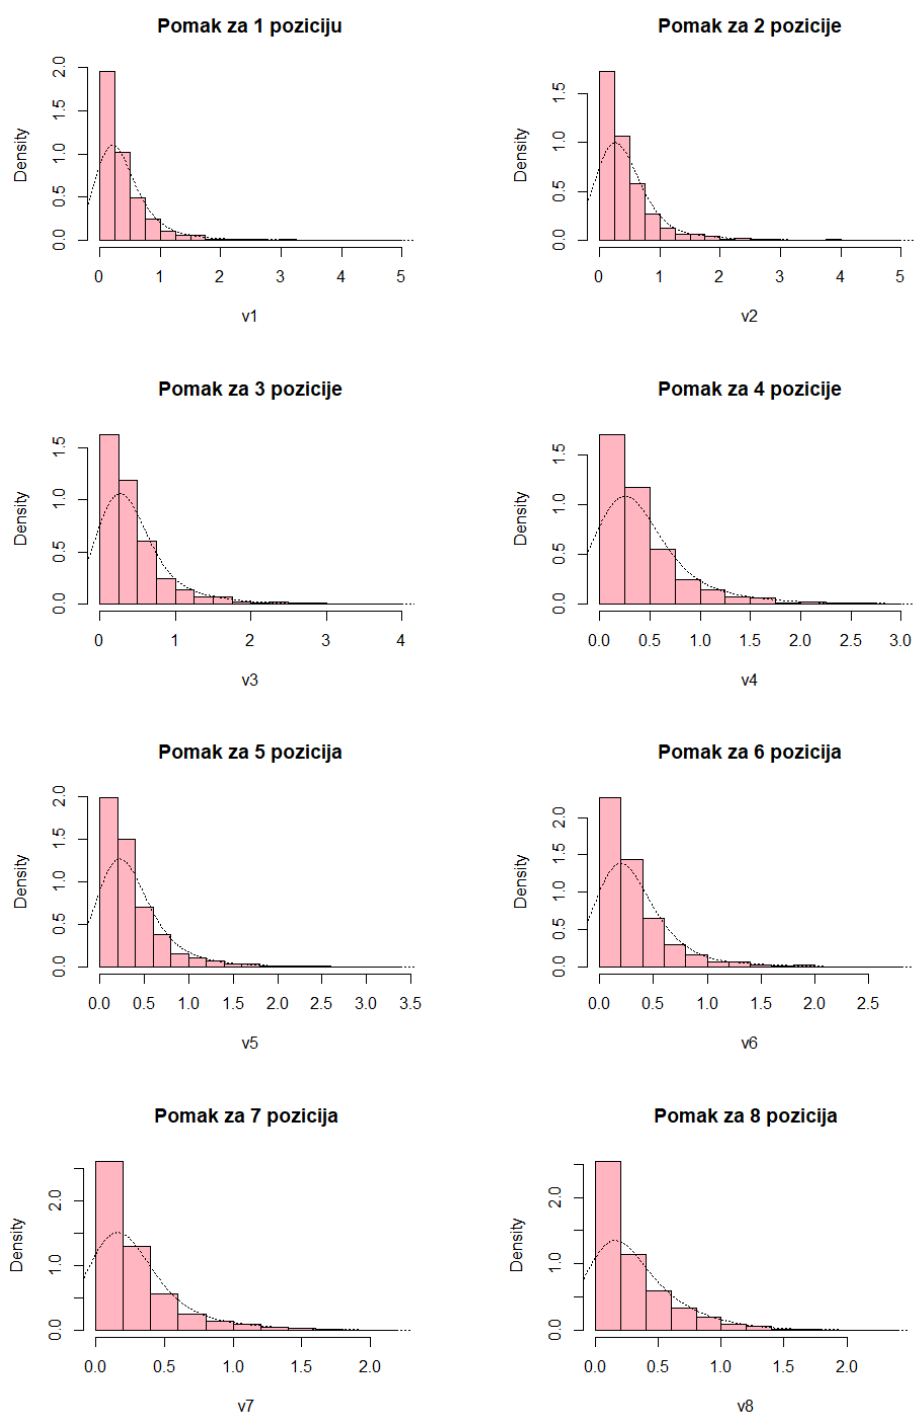 Pomak za 1 poziciju
Density
0.0 0.5 1.0 1.5 2.0
0 1 2 3 4 5
v1
Pomak za 2 pozicije
Density
0.0 0.5 1.0 1.5
0 1 2 3 4 5
v2
Pomak za 3 pozicije
Density
0.0 0.5 1.0 1.5
0 1 2 3 4
v3
Pomak za 4 pozicije
Density
0.0 0.5 1.0 1.5
0.0 0.5 1.0 1.5 2.0 2.5 3.0
v4
Pomak za 5 pozicija
Density
0.0 0.5 1.0 1.5 2.0
0.0 0.5 1.0 1.5 2.0 2.5 3.0 3.5
v5
Pomak za 6 pozicija
Density
0.0 0.5 1.0 1.5 2.0
0.0 0.5 1.0 1.5 2.0 2.5
v6
Pomak za 7 pozicija
Density
0.0 1.0 2.0
0.0 0.5 1.0 1.5 2.0
v7
Pomak za 8 pozicija
Density
0.0 1.0 2.0
0.0 0.5 1.0 1.5 2.0
v8